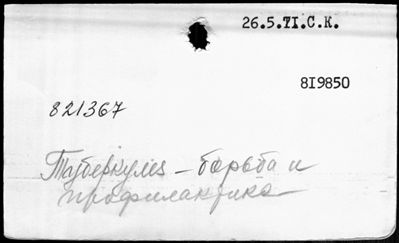 26.5.71.С.К.
819850
821367
Туберкулез – борьба и
профилактика